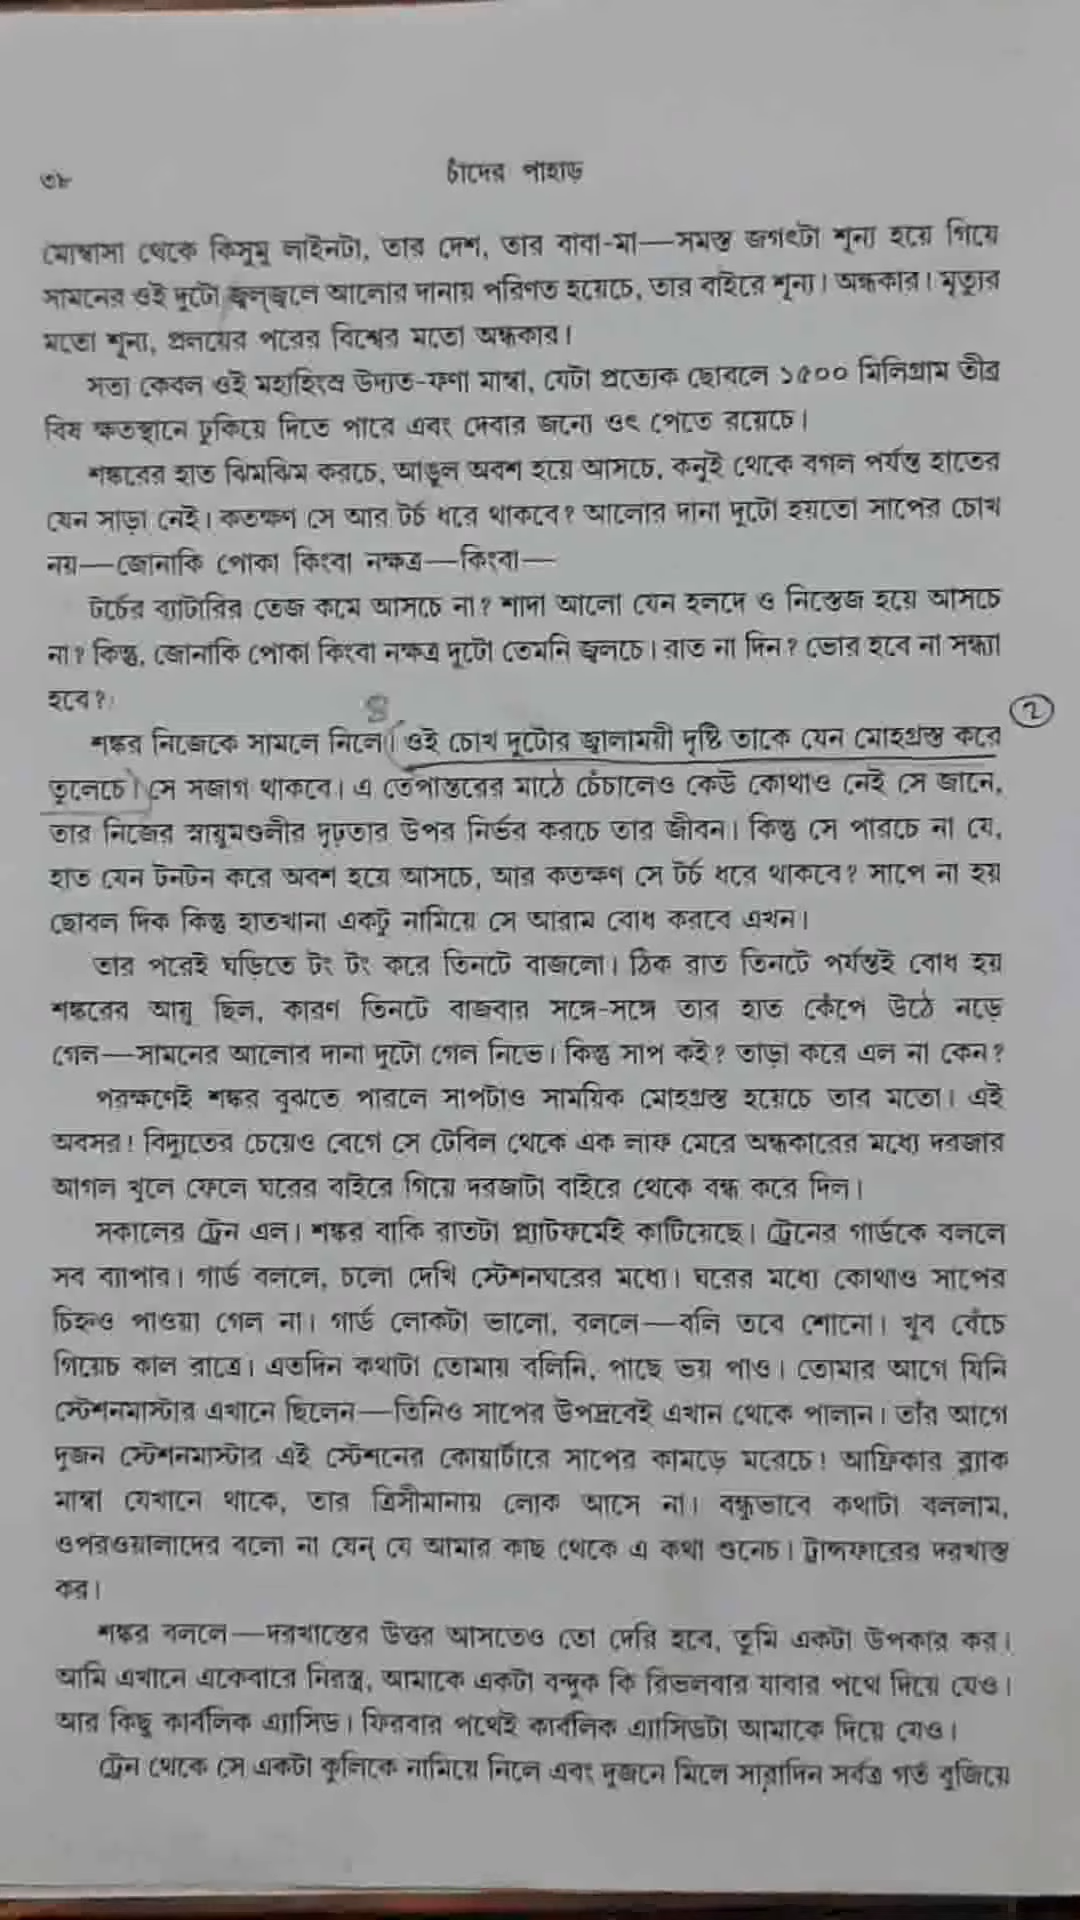 ৩৮
চাঁদের পাহাড়
মোম্বাসা থেকে কিসুমু লাইনটা, তার দেশ, তার বাবা-মা—সমস্ত জগৎটা শূন্য হয়ে গিয়ে
সামনের ওই দুটো জ্বল্‌জ্বলে আলোর দানায় পরিণত হয়েচে, তার বাইরে শূন্য। অন্ধকার। মৃত্যুর
মতো শূন্য, প্রলয়ের পরের বিশ্বের মতো অন্ধকার।
সত্য কেবল ওই মহাহিংস্র উদ্যত-ফণা মাম্বা, যেটা প্রত্যেক ছোবলে ১৫০০ মিলিগ্রাম তীব্র
বিষ ক্ষতস্থানে ঢুকিয়ে দিতে পারে এবং দেবার জন্যে ওৎ পেতে রয়েচে।
শঙ্করের হাত ঝিমঝিম করচে, আঙুল অবশ হয়ে আসচে, কনুই থেকে বগল পর্যন্ত হাতের
যেন সাড়া নেই। কতক্ষণ সে আর টর্চ ধরে থাকবে? আলোর দানা দুটো হয়তো সাপের চোখ
নয়—জোনাকি পোকা কিংবা নক্ষত্র—কিংবা—
টর্চের ব্যাটারির তেজ কমে আসচে না? শাদা আলো যেন হলদে ও নিস্তেজ হয়ে আসচে
না? কিন্তু, জোনাকি পোকা কিংবা নক্ষত্র দুটো তেমনি জ্বলচে। রাত না দিন? ভোর হবে না সন্ধ্যা
হবে?
8
2
শঙ্কর নিজেকে সামলে নিলে। ওই চোখ দুটোর জ্বালাময়ী দৃষ্টি তাকে যেন মোহগ্রস্ত করে
তুলেচে। সে সজাগ থাকবে। এ তেপান্তরের মাঠে চেঁচালেও কেউ কোথাও নেই সে জানে,
তার নিজের স্নায়ুমণ্ডলীর দৃঢ়তার উপর নির্ভর করচে তার জীবন। কিন্তু সে পারচে না যে,
হাত যেন টনটন করে অবশ হয়ে আসচে, আর কতক্ষণ সে টর্চ ধরে থাকবে? সাপে না হয়
ছোবল দিক কিন্তু হাতখানা একটু নামিয়ে সে আরাম বোধ করবে এখন।
তার পরেই ঘড়িতে টং টং করে তিনটে বাজলো। ঠিক রাত তিনটে পর্যন্তই বোধ হয়
শঙ্করের আয়ু ছিল, কারণ তিনটে বাজবার সঙ্গে-সঙ্গে তার হাত কেঁপে উঠে নড়ে
গেল—সামনের আলোর দানা দুটো গেল নিভে। কিন্তু সাপ কই? তাড়া করে এল না কেন?
পরক্ষণেই শঙ্কর বুঝতে পারলে সাপটাও সাময়িক মোহগ্রস্ত হয়েচে তার মতো। এই
অবসর! বিদ্যুতের চেয়েও বেগে সে টেবিল থেকে এক লাফ মেরে অন্ধকারের মধ্যে দরজার
আগল খুলে ফেলে ঘরের বাইরে গিয়ে দরজাটা বাইরে থেকে বন্ধ করে দিল।
সকালের ট্রেন এল। শঙ্কর বাকি রাতটা প্ল্যাটফর্মেই কাটিয়েছে। ট্রেনের গার্ডকে বললে
সব ব্যাপার। গার্ড বললে, চলো দেখি স্টেশনঘরের মধ্যে। ঘরের মধ্যে কোথাও সাপের
চিহ্নও পাওয়া গেল না। গার্ড লোকটা ভালো, বললে—বলি তবে শোনো। খুব বেঁচে
গিয়েচ কাল রাত্রে। এতদিন কথাটা তোমায় বলিনি, পাছে ভয় পাও। তোমার আগে যিনি
স্টেশনমাস্টার এখানে ছিলেন—তিনিও সাপের উপদ্রবেই এখান থেকে পালান। তাঁর আগে
দুজন স্টেশনমাস্টার এই স্টেশনের কোয়ার্টারে সাপের কামড়ে মরেচে! আফ্রিকার ব্ল্যাক
মাম্বা যেখানে থাকে, তার ত্রিসীমানায় লোক আসে না। বন্ধুভাবে কথাটা বললাম,
ওপরওয়ালাদের বলো না যেন্ যে আমার কাছ থেকে এ কথা শুনেচ। ট্রান্সফারের দরখাস্ত
কর।
শঙ্কর বললে—দরখাস্তের উত্তর আসতেও তো দেরি হবে, তুমি একটা উপকার কর।
আমি এখানে একেবারে নিরস্ত্র, আমাকে একটা বন্দুক কি রিভলবার যাবার পথে দিয়ে যেও।
আর কিছু কার্বলিক এ্যাসিড। ফিরবার পথেই কার্বলিক এ্যাসিডটা আমাকে দিয়ে যেও।
ট্রেন থেকে সে একটা কুলিকে নামিয়ে নিলে এবং দুজনে মিলে সারাদিন সর্বত্র গর্ত বুজিয়ে